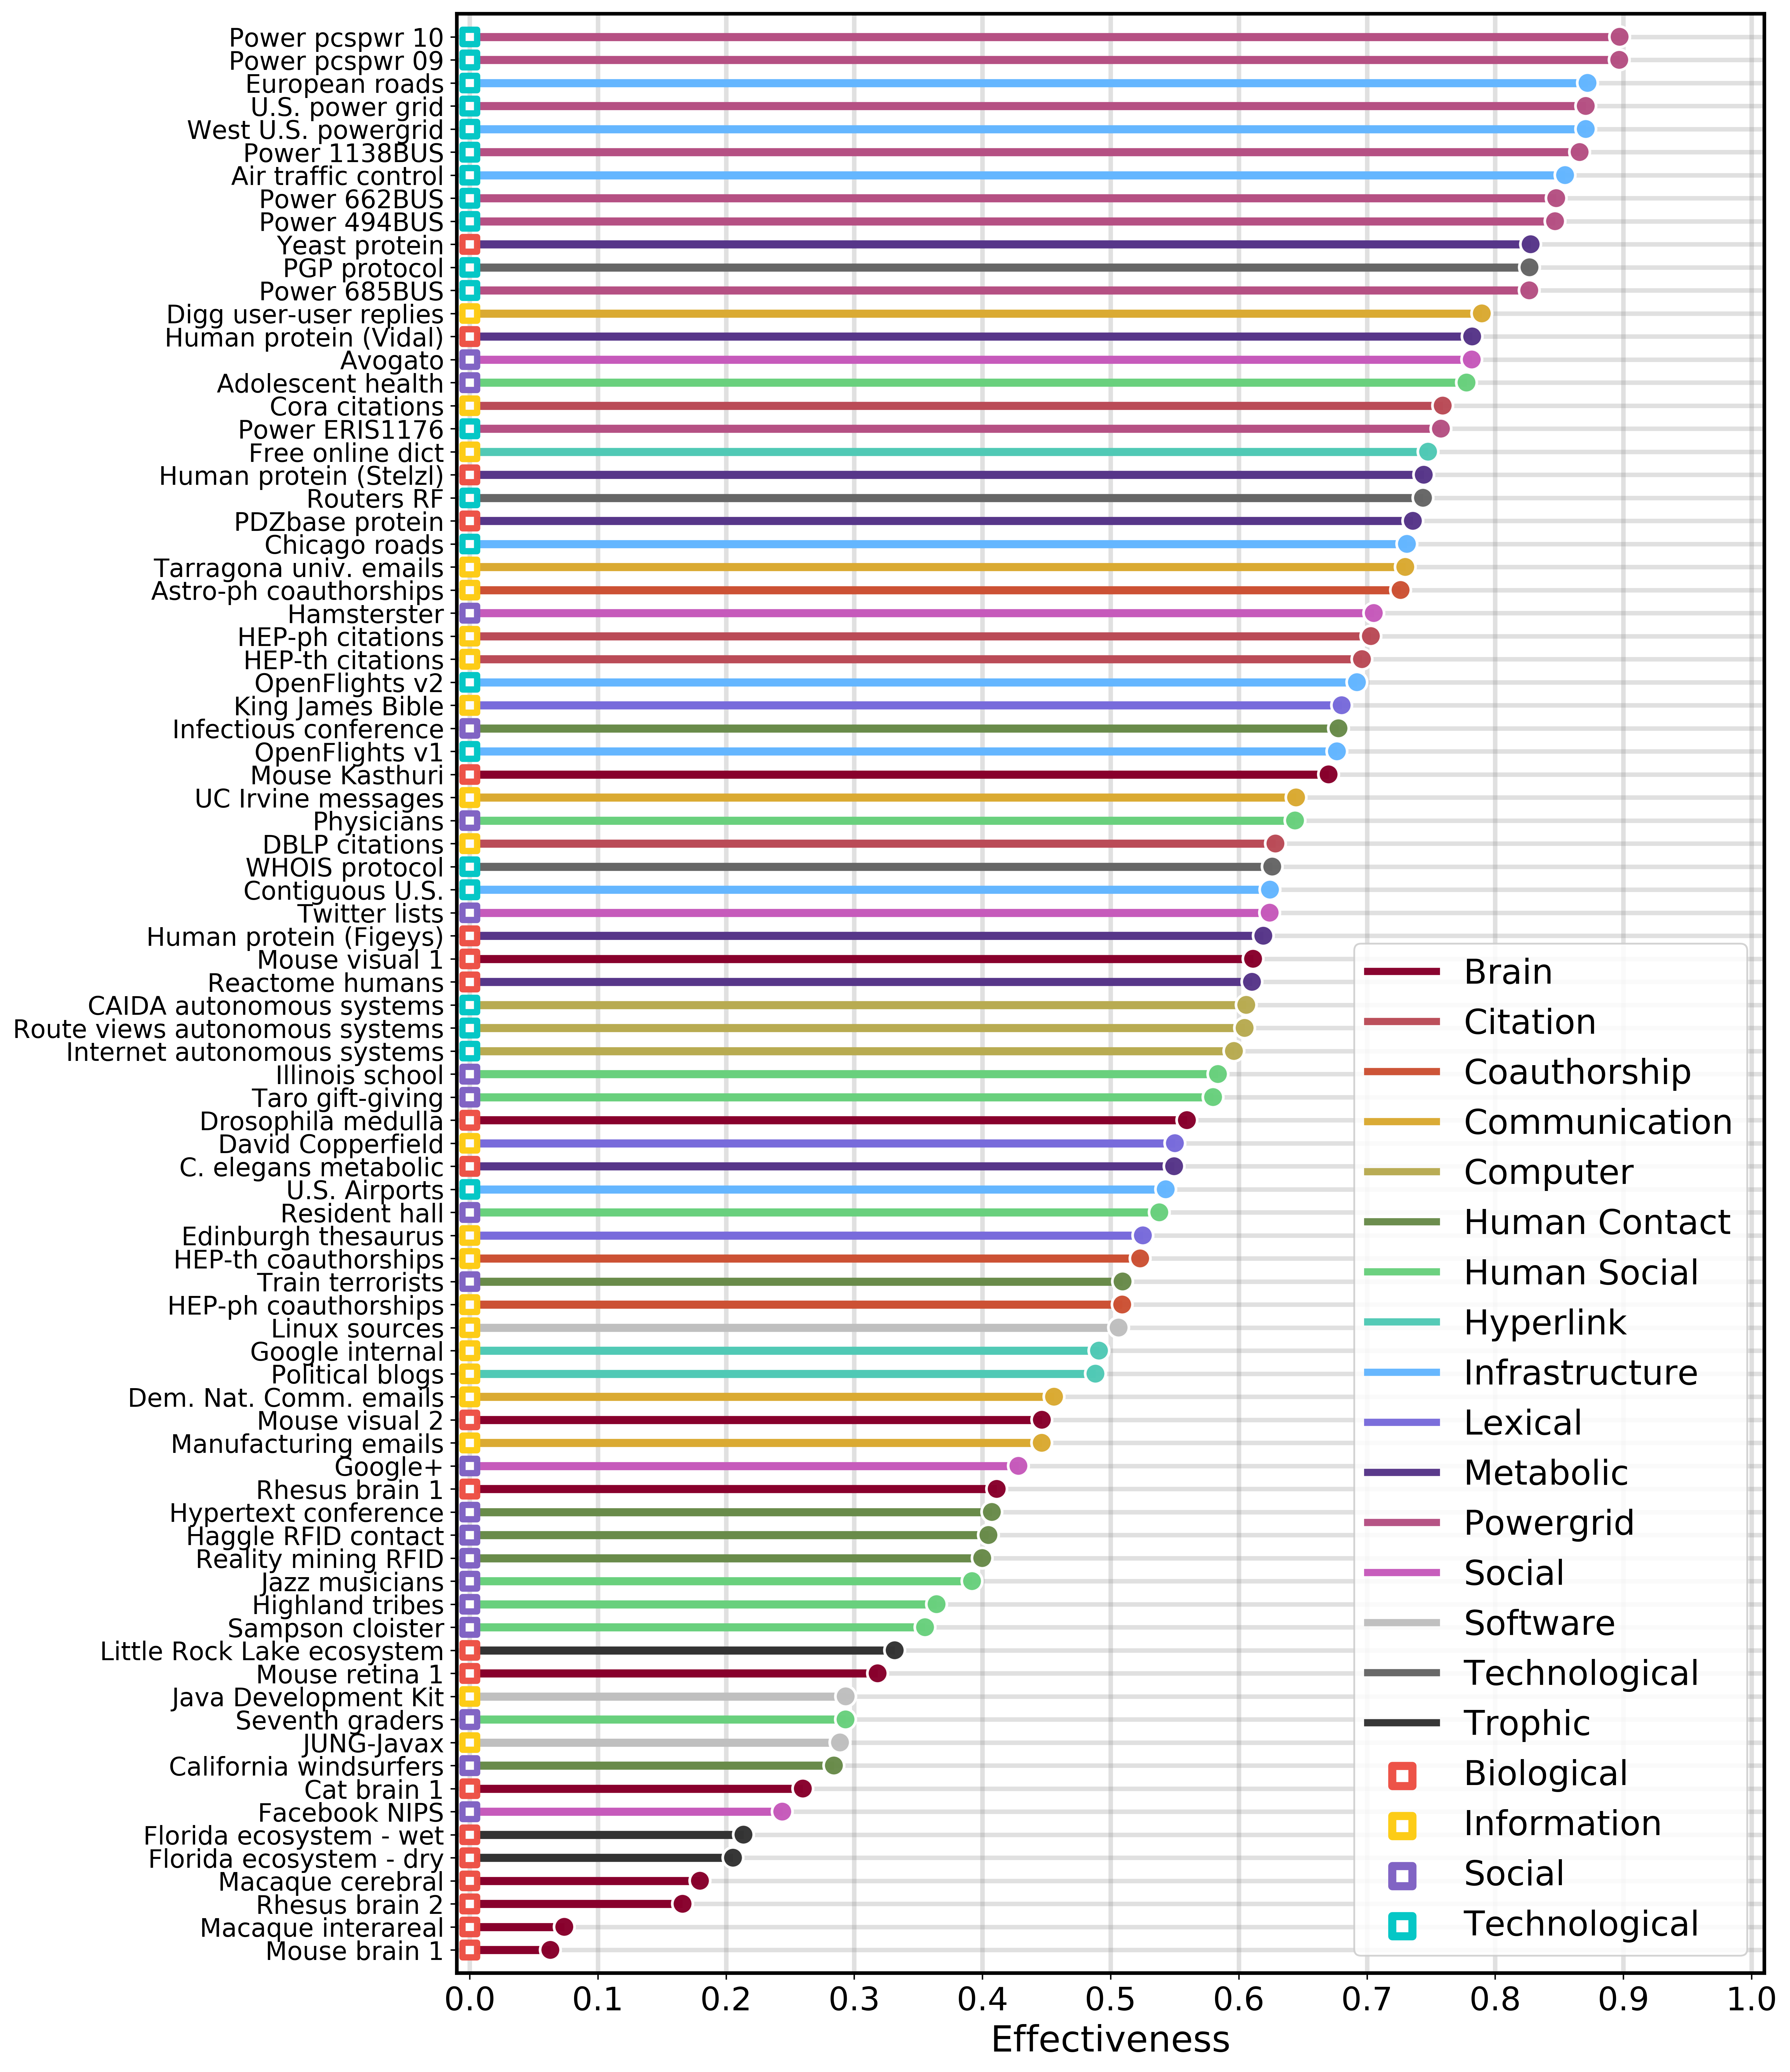 Power pcspwr 10
Power pcspwr 09
European roads
U.S. power grid
West U.S. powergrid
Power 1138BUS
Air traffic control
Power 662BUS
Power 494BUS
Yeast protein
PGP protocol
Power 685BUS
Digg user-user replies
Human protein (Vidal)
Avogato
Adolescent health
Cora citations
Power ERIS1176
Free online dict
Human protein (Stelzl)
Routers RF
PDZbase protein
Chicago roads
Tarragona univ. emails
Astro-ph coauthorships
Hamsterster
HEP-ph citations
HEP-th citations
OpenFlights v2
King James Bible
Infectious conference
OpenFlights v1
Mouse Kasthuri
UC Irvine messages
Physicians
DBLP citations
WHOIS protocol
Contiguous U.S.
Twitter lists
Human protein (Figeys)
Mouse visual 1
Reactome humans
CAIDA autonomous systems
Route views autonomous systems
Internet autonomous systems
Illinois school
Taro gift-giving
Drosophila medulla
David Copperfield
C. elegans metabolic
U.S. Airports
Resident hall
Edinburgh thesaurus
HEP-th coauthorships
Train terrorists
HEP-ph coauthorships
Linux sources
Google internal
Political blogs
Dem. Nat. Comm. emails
Mouse visual 2
Manufacturing emails
Google+
Rhesus brain 1
Hypertext conference
Haggle RFID contact
Reality mining RFID
Jazz musicians
Highland tribes
Sampson cloister
Little Rock Lake ecosystem
Mouse retina 1
Java Development Kit
Seventh graders
JUNG-Javax
California windsurfers
Cat brain 1
Facebook NIPS
Florida ecosystem - wet
Florida ecosystem - dry
Macaque cerebral
Rhesus brain 2
Macaque interareal
Mouse brain 1
Brain
Citation
Coauthorship
Communication
Computer
Human Contact
Human Social
Hyperlink
Infrastructure
Lexical
Metabolic
Powergrid
Social
Software
Technological
Trophic
Biological
Information
Social
Technological
0.0 0.1 0.2 0.3 0.4 0.5 0.6 0.7 0.8 0.9 1.0
Effectiveness